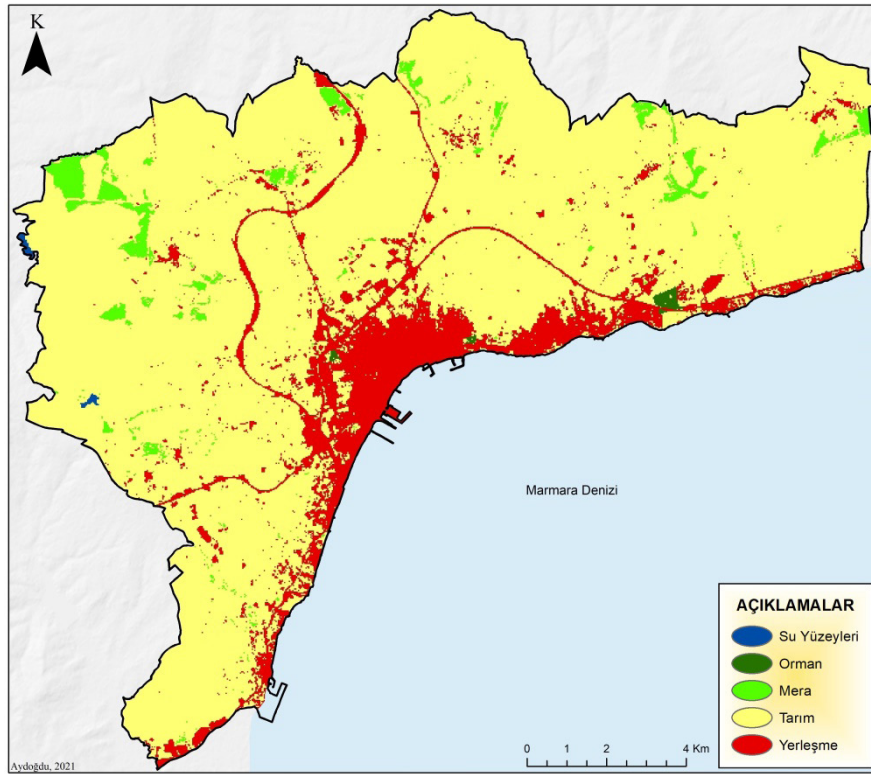 K
Marmara Denizi
AÇIKLAMALAR
Su Yüzeyleri
Orman
Mera
Tarım
Yerleşme
0 1 2 4 Km
Aydoğdu, 2021